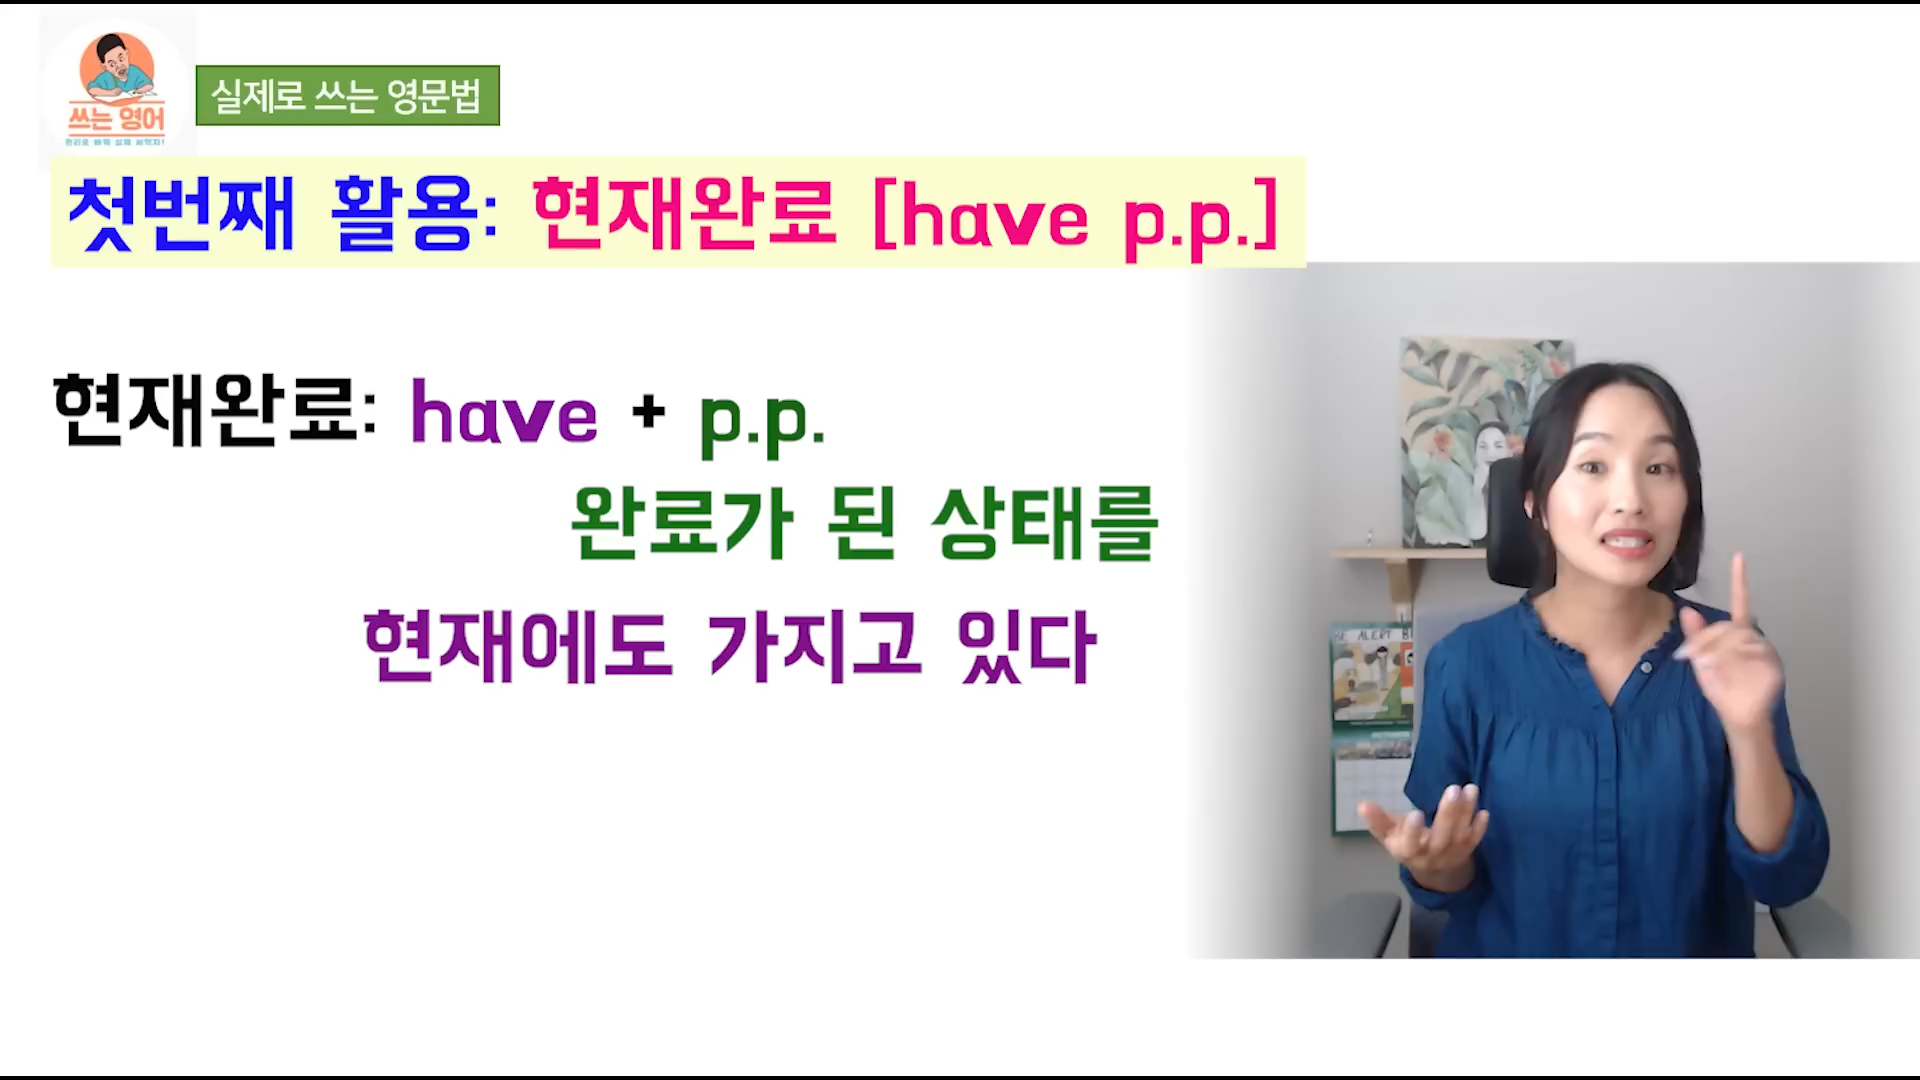 쓰는 영어
실제로 쓰는 영문법
첫번째 활용: 현재완료 [have p.p.]
현재완료: have + p.p.
완료가 된 상태를
현재에도 가지고 있다